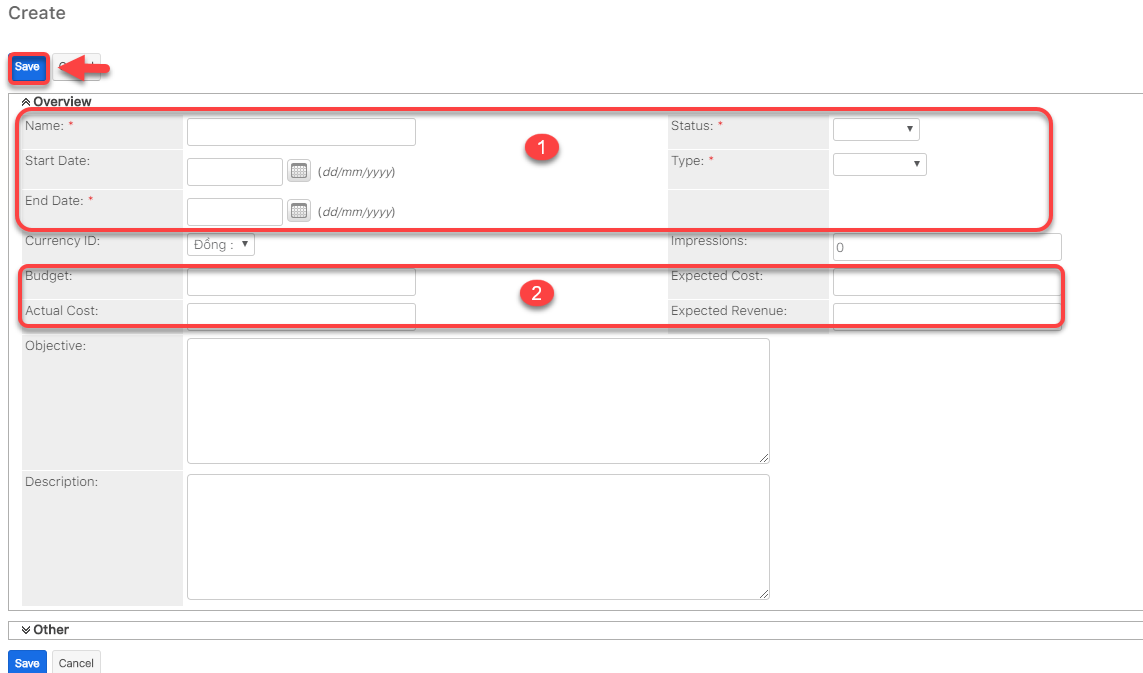 Create
Save
Overview
Name: *
Status: *
1
Start Date:
(dd/mm/yyyy)
Type: *
End Date: *
(dd/mm/yyyy)
Currency ID:
Đồng :
Impressions:
0
Budget:
Expected Cost:
2
Actual Cost:
Expected Revenue:
Objective:
Description:
Other
Save Cancel